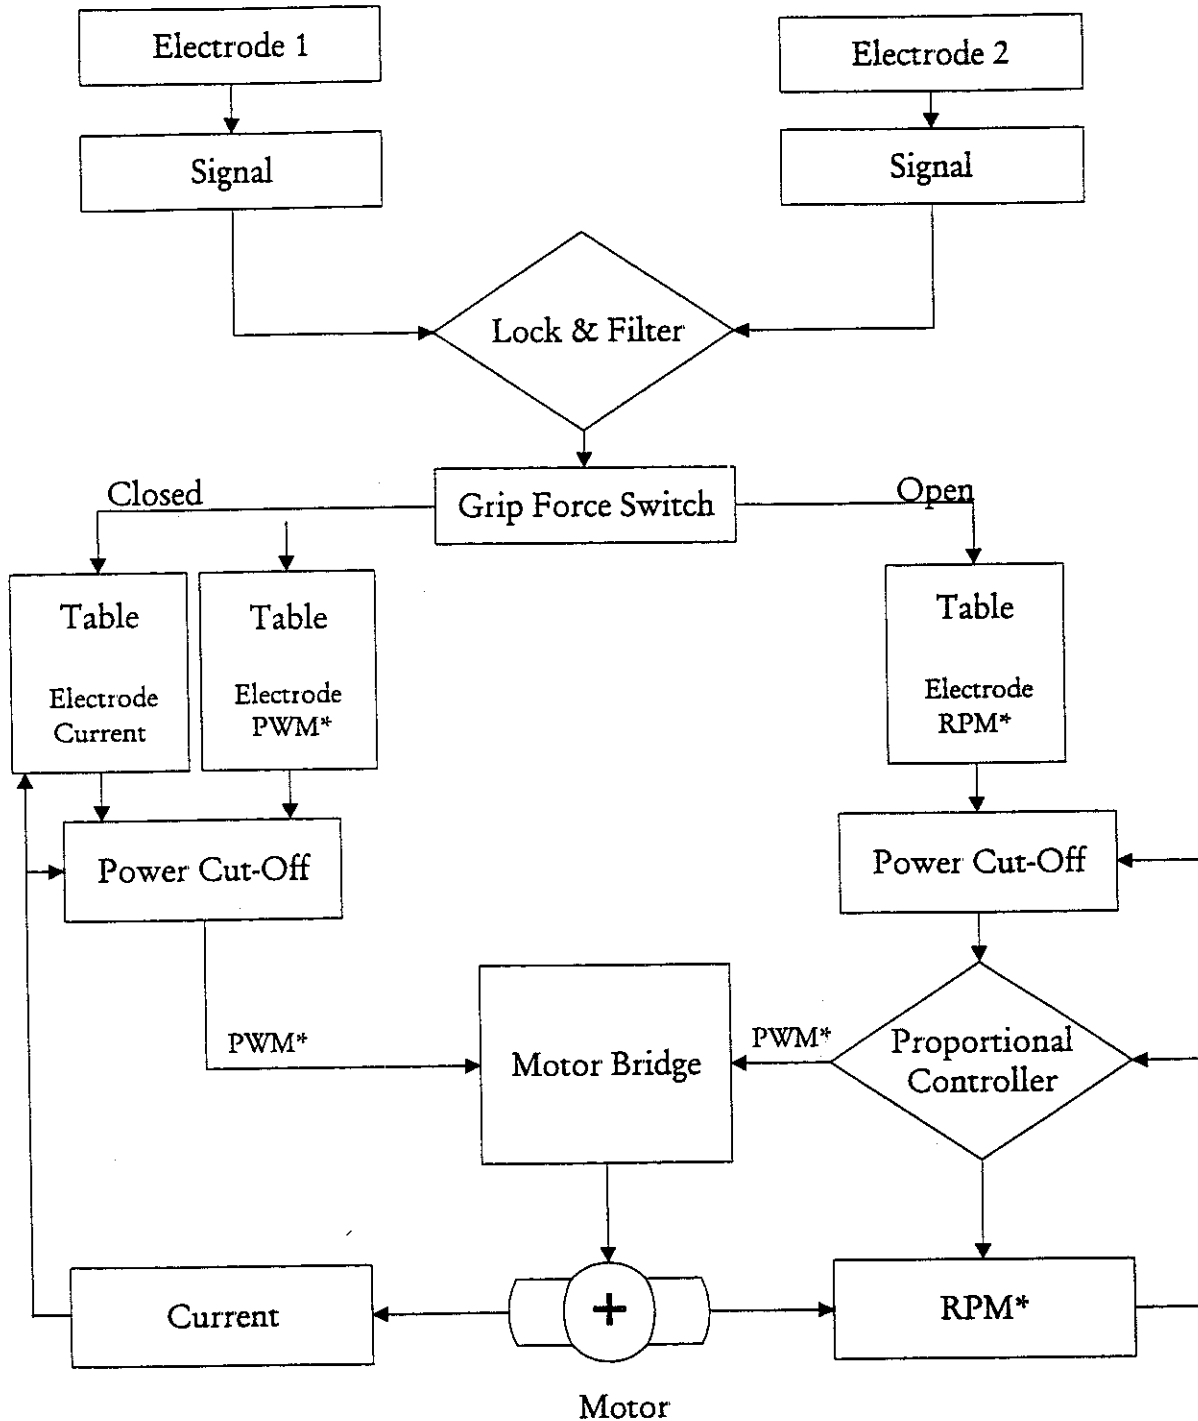 Electrode 1
Electrode 2
Signal
Signal
Lock & Filter
Closed
Grip Force Switch
Open
Table
Electrode
Current
Table
Electrode
PWM*
Table
Electrode
RPM*
Power Cut-Off
Power Cut-Off
PWM*
Motor Bridge
PWM*
Proportional
Controller
Current
+
RPM*
Motor